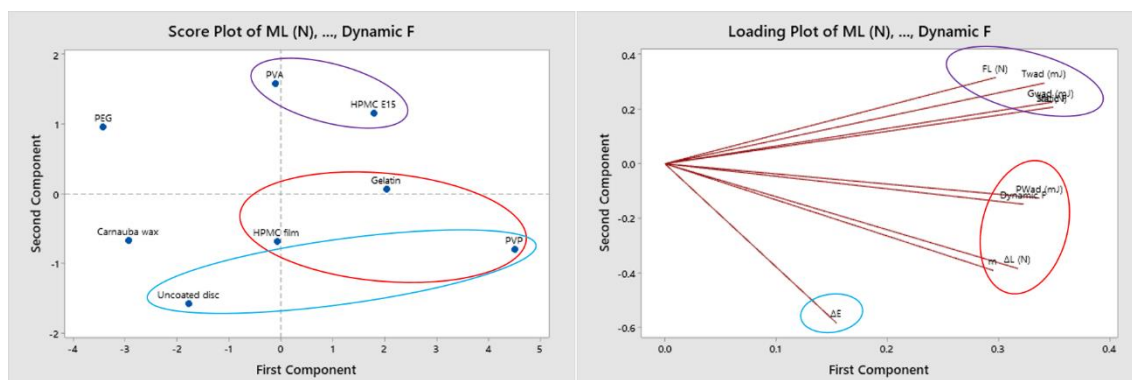 Score Plot of ML (N), ..., Dynamic F
2
1
0
-1
-2
Second Component
PVA
HPMC E15
PEG
Gelatin
Carnauba wax
HPMC film
PVP
Uncoated disc
-4
-3
-2
-1
0
1
2
3
4
5
First Component
Loading Plot of ML (N), ..., Dynamic F
0.4
0.2
0.0
-0.2
-0.4
-0.6
Second Component
FL (N)
Twad (mJ)
Gwad (mJ)
PWad (mJ)
Dynamic F
m
ΔL (N)
ΔE
0.0
0.1
0.2
0.3
0.4
First Component